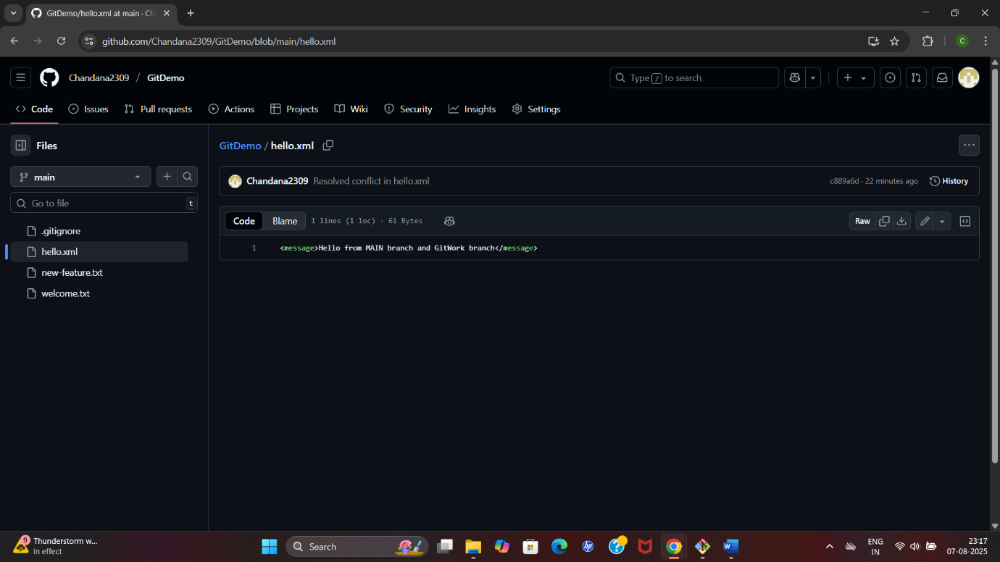 GitDemo/hello.xml at main · Ch
github.com/Chandana2309/GitDemo/blob/main/hello.xml
C
Chandana2309 / GitDemo
Type / to search
Code Issues Pull requests Actions Projects Wiki Security Insights Settings
Files
GitDemo / hello.xml
main
Chandana2309 Resolved conflict in hello.xml c889a6d · 22 minutes ago History
Go to file t
Code Blame 1 lines (1 loc) · 61 Bytes Raw
.gitignore
hello.xml
1 <message>Hello from MAIN branch and GitWork branch</message>
new-feature.txt
welcome.txt
9 Thunderstorm w...
In effect
Search
hp
W
ENG
IN
23:17
07-08-2025